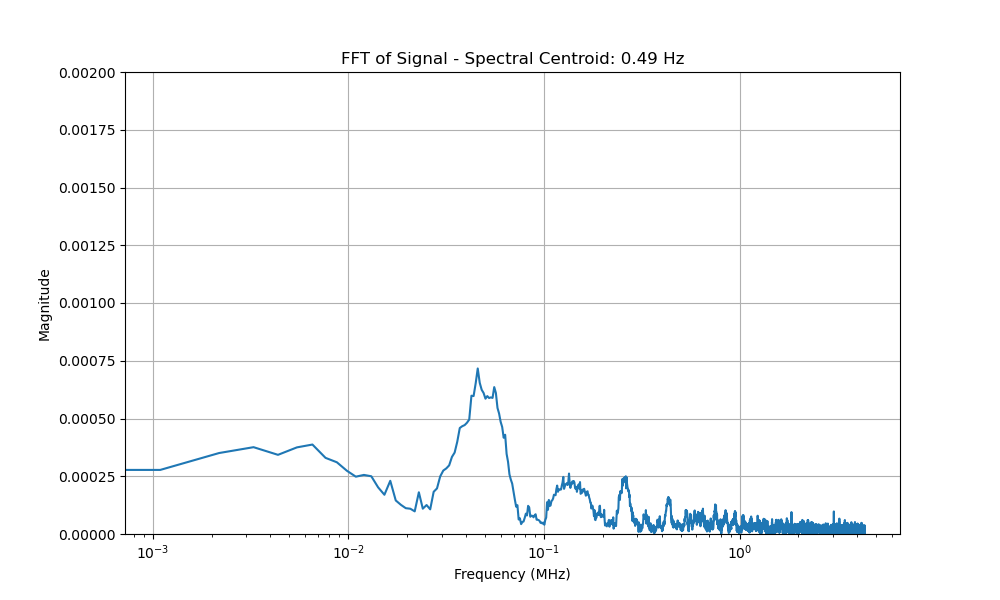 FFT of Signal - Spectral Centroid: 0.49 Hz
0.00200
0.00175
0.00150
0.00125
0.00100
0.00075
0.00050
0.00025
0.00000
Magnitude
10⁻³ 10⁻² 10⁻¹ 10⁰
Frequency (MHz)